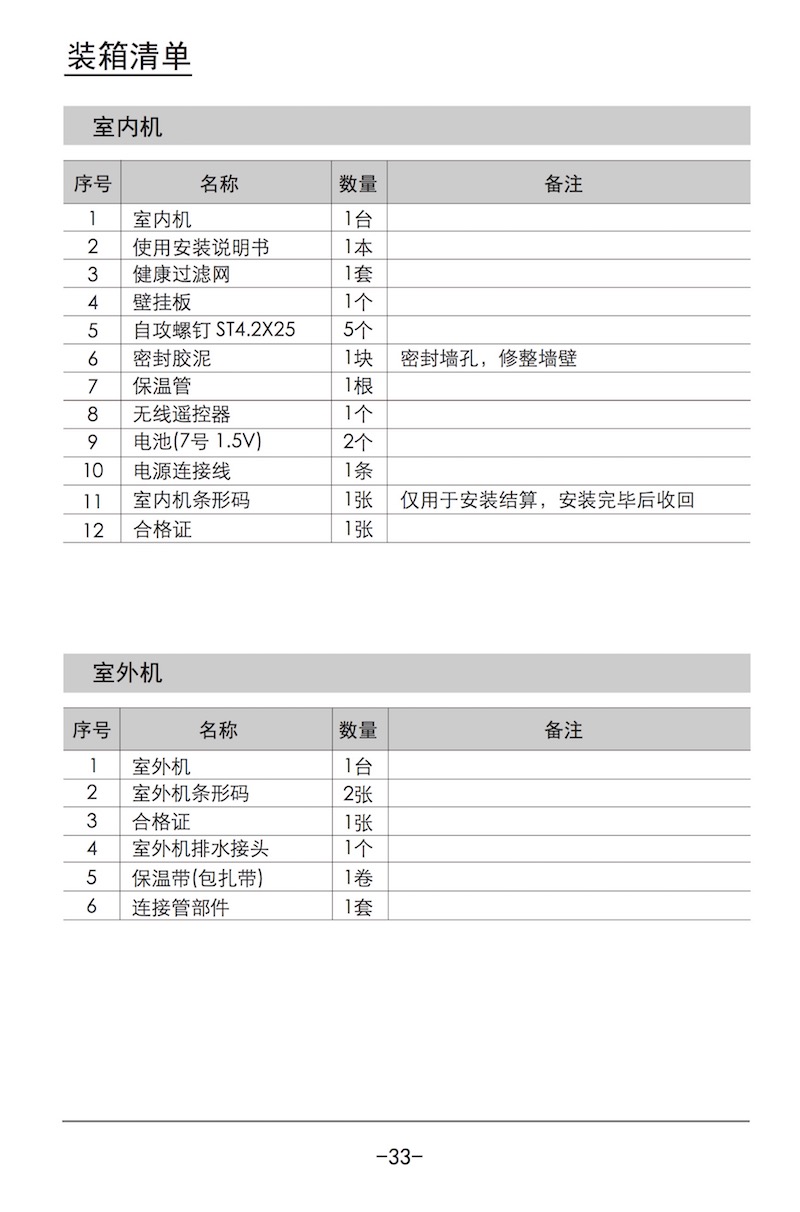 装箱清单
室内机
序号 名称 数量 备注
1 室内机 1台
2 使用安装说明书 1本
3 健康过滤网 1套
4 壁挂板 1个
5 自攻螺钉 ST4.2X25 5个
6 密封胶泥 1块 密封墙孔，修整墙壁
7 保温管 1根
8 无线遥控器 1个
9 电池(7号 1.5V) 2个
10 电源连接线 1条
11 室内机条形码 1张 仅用于安装结算，安装完毕后收回
12 合格证 1张
室外机
序号 名称 数量 备注
1 室外机 1台
2 室外机条形码 2张
3 合格证 1张
4 室外机排水接头 1个
5 保温带(包扎带) 1卷
6 连接管部件 1套
-33-